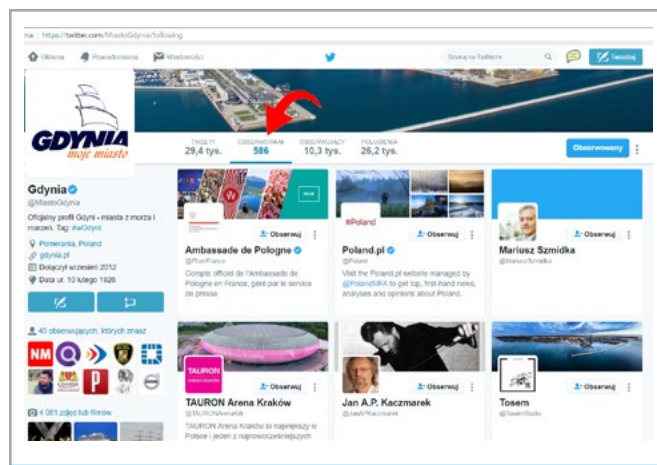 https://twitter.com/MiastoGdynia/following
Główna Powiadomienia Wiadomości
Szukaj na Twitterze
Tweetnij
GDYNIA
moje miasto
TWEETY
29,4 tys.
OBSERWOWANI
586
OBSERWUJĄCY
10,3 tys.
POLUBIENIA
26,2 tys.
Obserwowany
Gdynia
@MiastoGdynia
Oficjalny profil Gdyni - miasta z morza i
marzeń. Tag: #wGdyni
Pomerania, Poland
gdynia.pl
Dołączył wrzesień 2012
Data ur. 10 lutego 1926
40 obserwujących, których znasz
NM
4 081 zdjęć lub filmów
Obserwuj
Ambassade de Pologne
@PLenFrance
Compte officiel de l'Ambassade de
Pologne en France, géré par le service
de presse
#Poland
Obserwuj
Poland.pl
@Poland
Visit the Poland.pl website managed by
@PolandMFA to get top, first-hand news,
analyses and opinions about Poland.
Obserwuj
Mariusz Szmidka
@MariuszSzmidka
TAURON
ARENA KRAKÓW
Obserwuj
TAURON Arena Kraków
@TAURONArenaKrk
TAURON Arena Kraków to największy w
Polsce i jeden z najnowocześniejszych
Obserwuj
Jan A.P. Kaczmarek
@JanAPKaczmarek
Obserwuj
Tosem
@TosemStudio